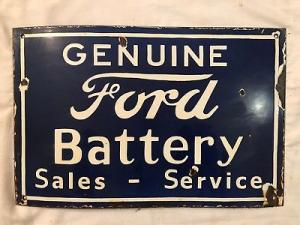 GENUINE
Ford
Battery
Sales - Service